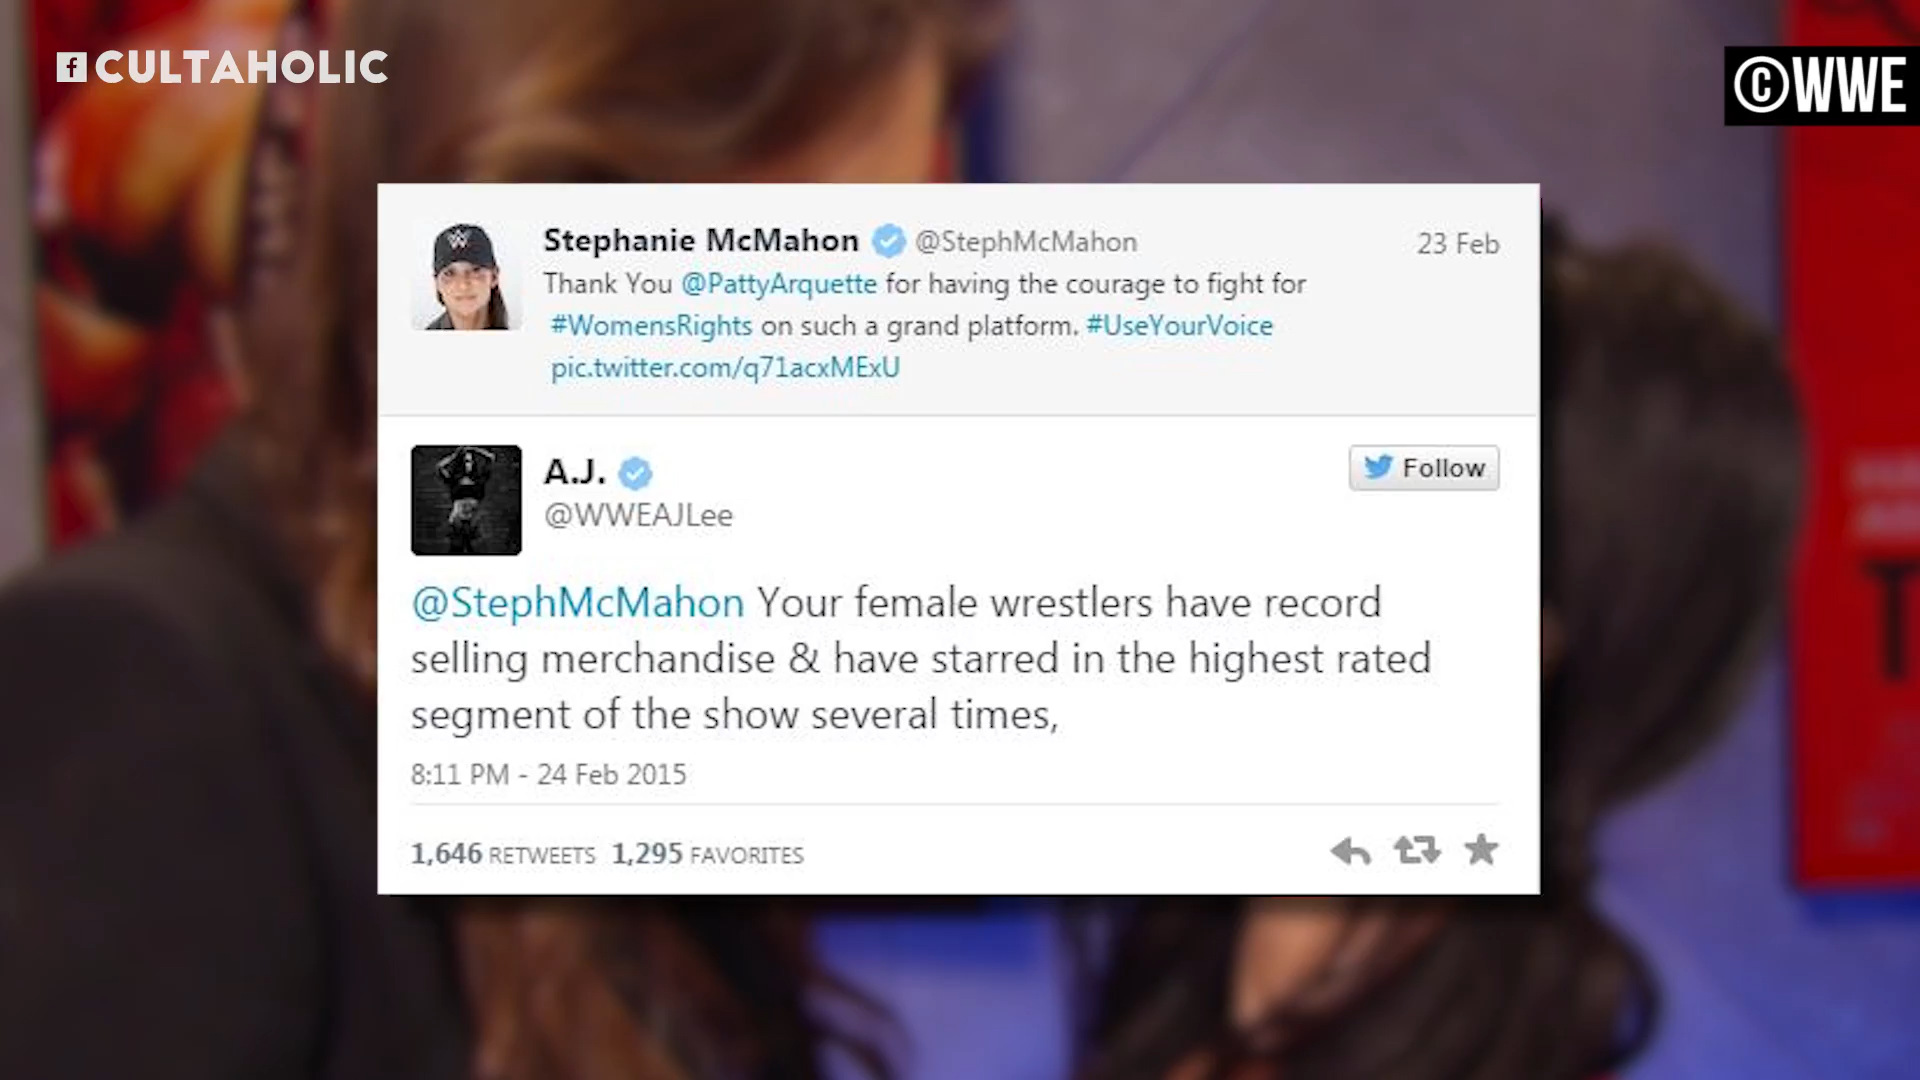 f CULTAHOLIC
©WWE
Stephanie McMahon @StephMcMahon 23 Feb
Thank You @PattyArquette for having the courage to fight for
#WomensRights on such a grand platform. #UseYourVoice
pic.twitter.com/q71acxMExU
A.J.
@WWEAJLee
Follow
@StephMcMahon Your female wrestlers have record
selling merchandise & have starred in the highest rated
segment of the show several times,
8:11 PM - 24 Feb 2015
1,646 RETWEETS 1,295 FAVORITES